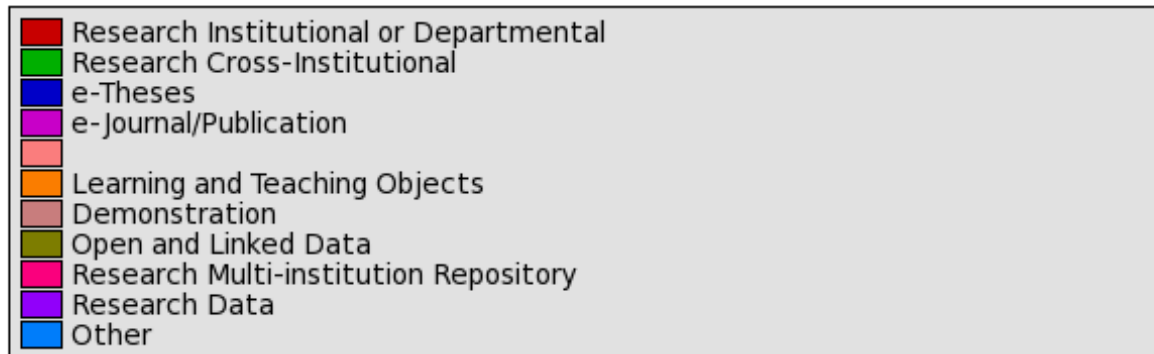 Research Institutional or Departmental
Research Cross-Institutional
e-Theses
e-Journal/Publication
Learning and Teaching Objects
Demonstration
Open and Linked Data
Research Multi-institution Repository
Research Data
Other